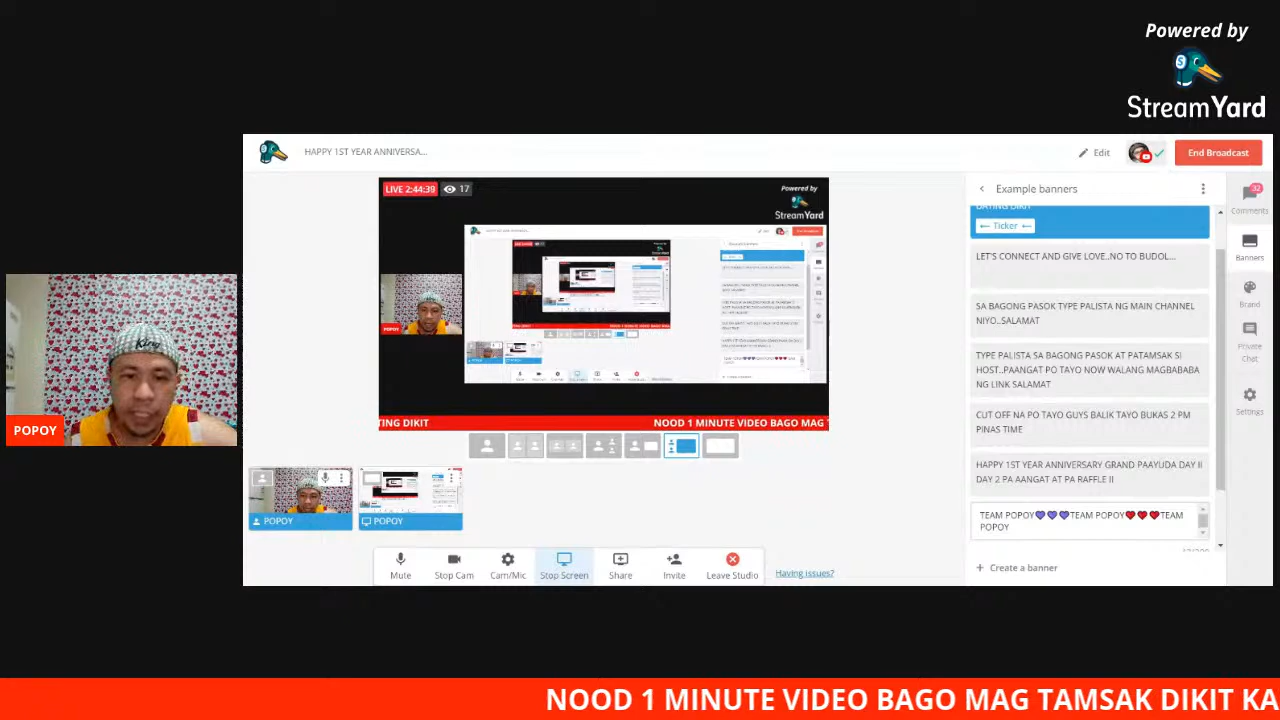 Powered by
StreamYard
HAPPY 1ST YEAR ANNIVERSA...
Edit
End Broadcast
LIVE 2:44:39
17
Powered by
StreamYard
POPOY
TING DIKIT
NOOD 1 MINUTE VIDEO BAGO MAG
POPOY
POPOY
POPOY
Mute
Stop Cam
Cam/Mic
Stop Screen
Share
Invite
Leave Studio
Having issues?
Example banners
DATING DIKIT
Ticker
LET'S CONNECT AND GIVE LOVE..NO TO BUDOL...
SA BAGONG PASOK TYPE PALISTA NG MAIN CHANNEL
NIYO..SALAMAT
TYPE PALISTA SA BAGONG PASOK AT PATAMSAK SI
HOST..PAANGAT PO TAYO NOW WALANG MAGBABABA
NG LINK SALAMAT
CUT OFF NA PO TAYO GUYS BALIK TAYO BUKAS 2 PM
PINAS TIME
HAPPY 1ST YEAR ANNIVERSARY GRAND PAAYUDA DAY II
DAY 2 PA AANGAT AT PA RAFFLE II
TEAM POPOY💜💜💜TEAM POPOY❤❤❤TEAM
POPOY
+ Create a banner
32
Comments
Banners
Brand
Private
Chat
Settings
NOOD 1 MINUTE VIDEO BAGO MAG TAMSAK DIKIT KA